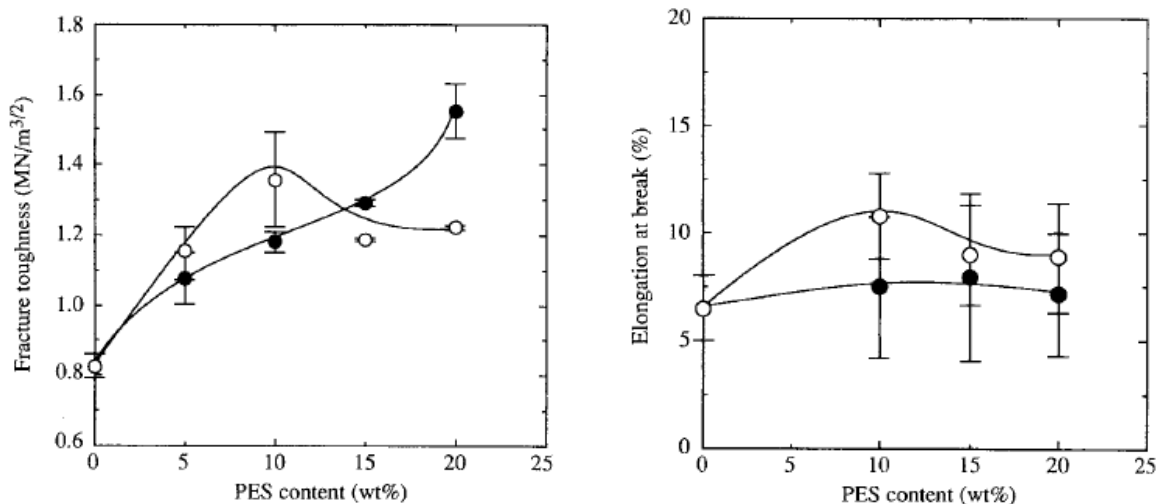 Fracture toughness (MN/m^3/2)
1.8
1.6
1.4
1.2
1.0
0.8
0.6
0 5 10 15 20 25
PES content (wt%)
Elongation at break (%)
20
15
10
5
0
0 5 10 15 20 25
PES content (wt%)